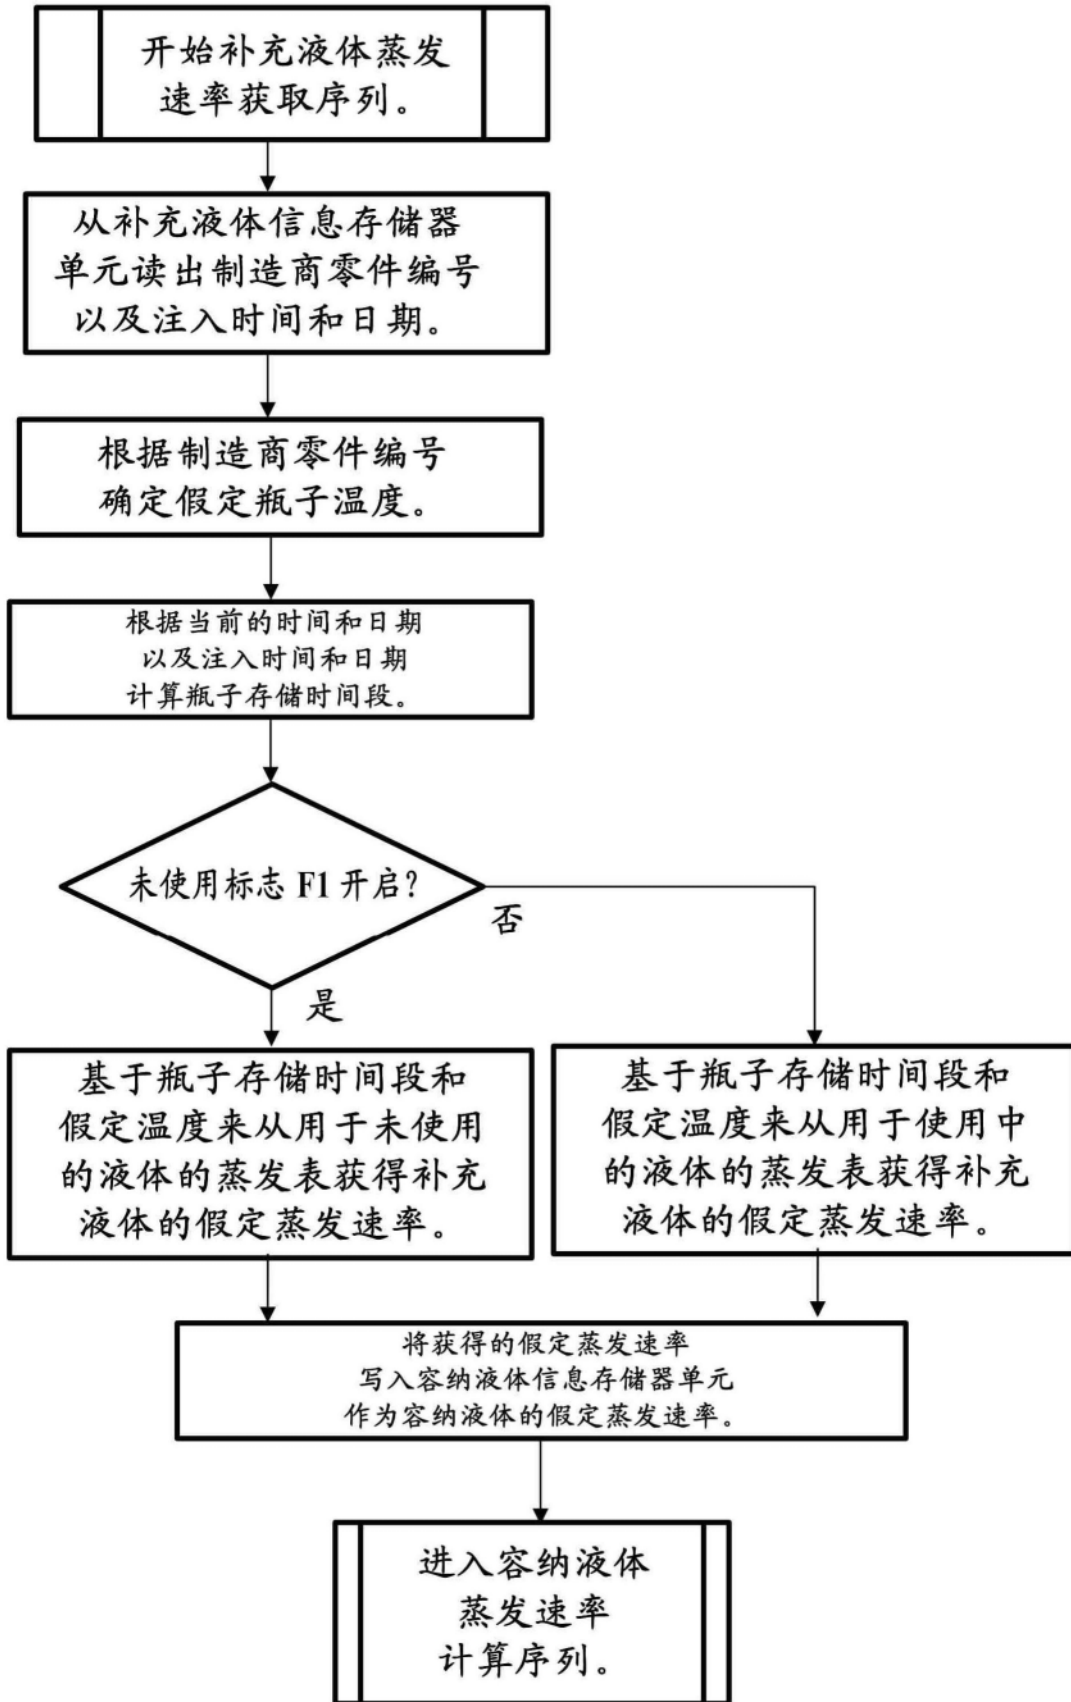 开始补充液体蒸发
速率获取序列。
从补充液体信息存储器
单元读出制造商零件编号
以及注入时间和日期。
根据制造商零件编号
确定假定瓶子温度。
根据当前的时间和日期
以及注入时间和日期
计算瓶子存储时间段。
未使用标志 F1 开启?
否
是
基于瓶子存储时间段和
假定温度来从用于未使用
的液体的蒸发表获得补充
液体的假定蒸发速率。
基于瓶子存储时间段和
假定温度来从用于使用中
的液体的蒸发表获得补充
液体的假定蒸发速率。
将获得的假定蒸发速率
写入容纳液体信息存储器单元
作为容纳液体的假定蒸发速率。
进入容纳液体
蒸发速率
计算序列。